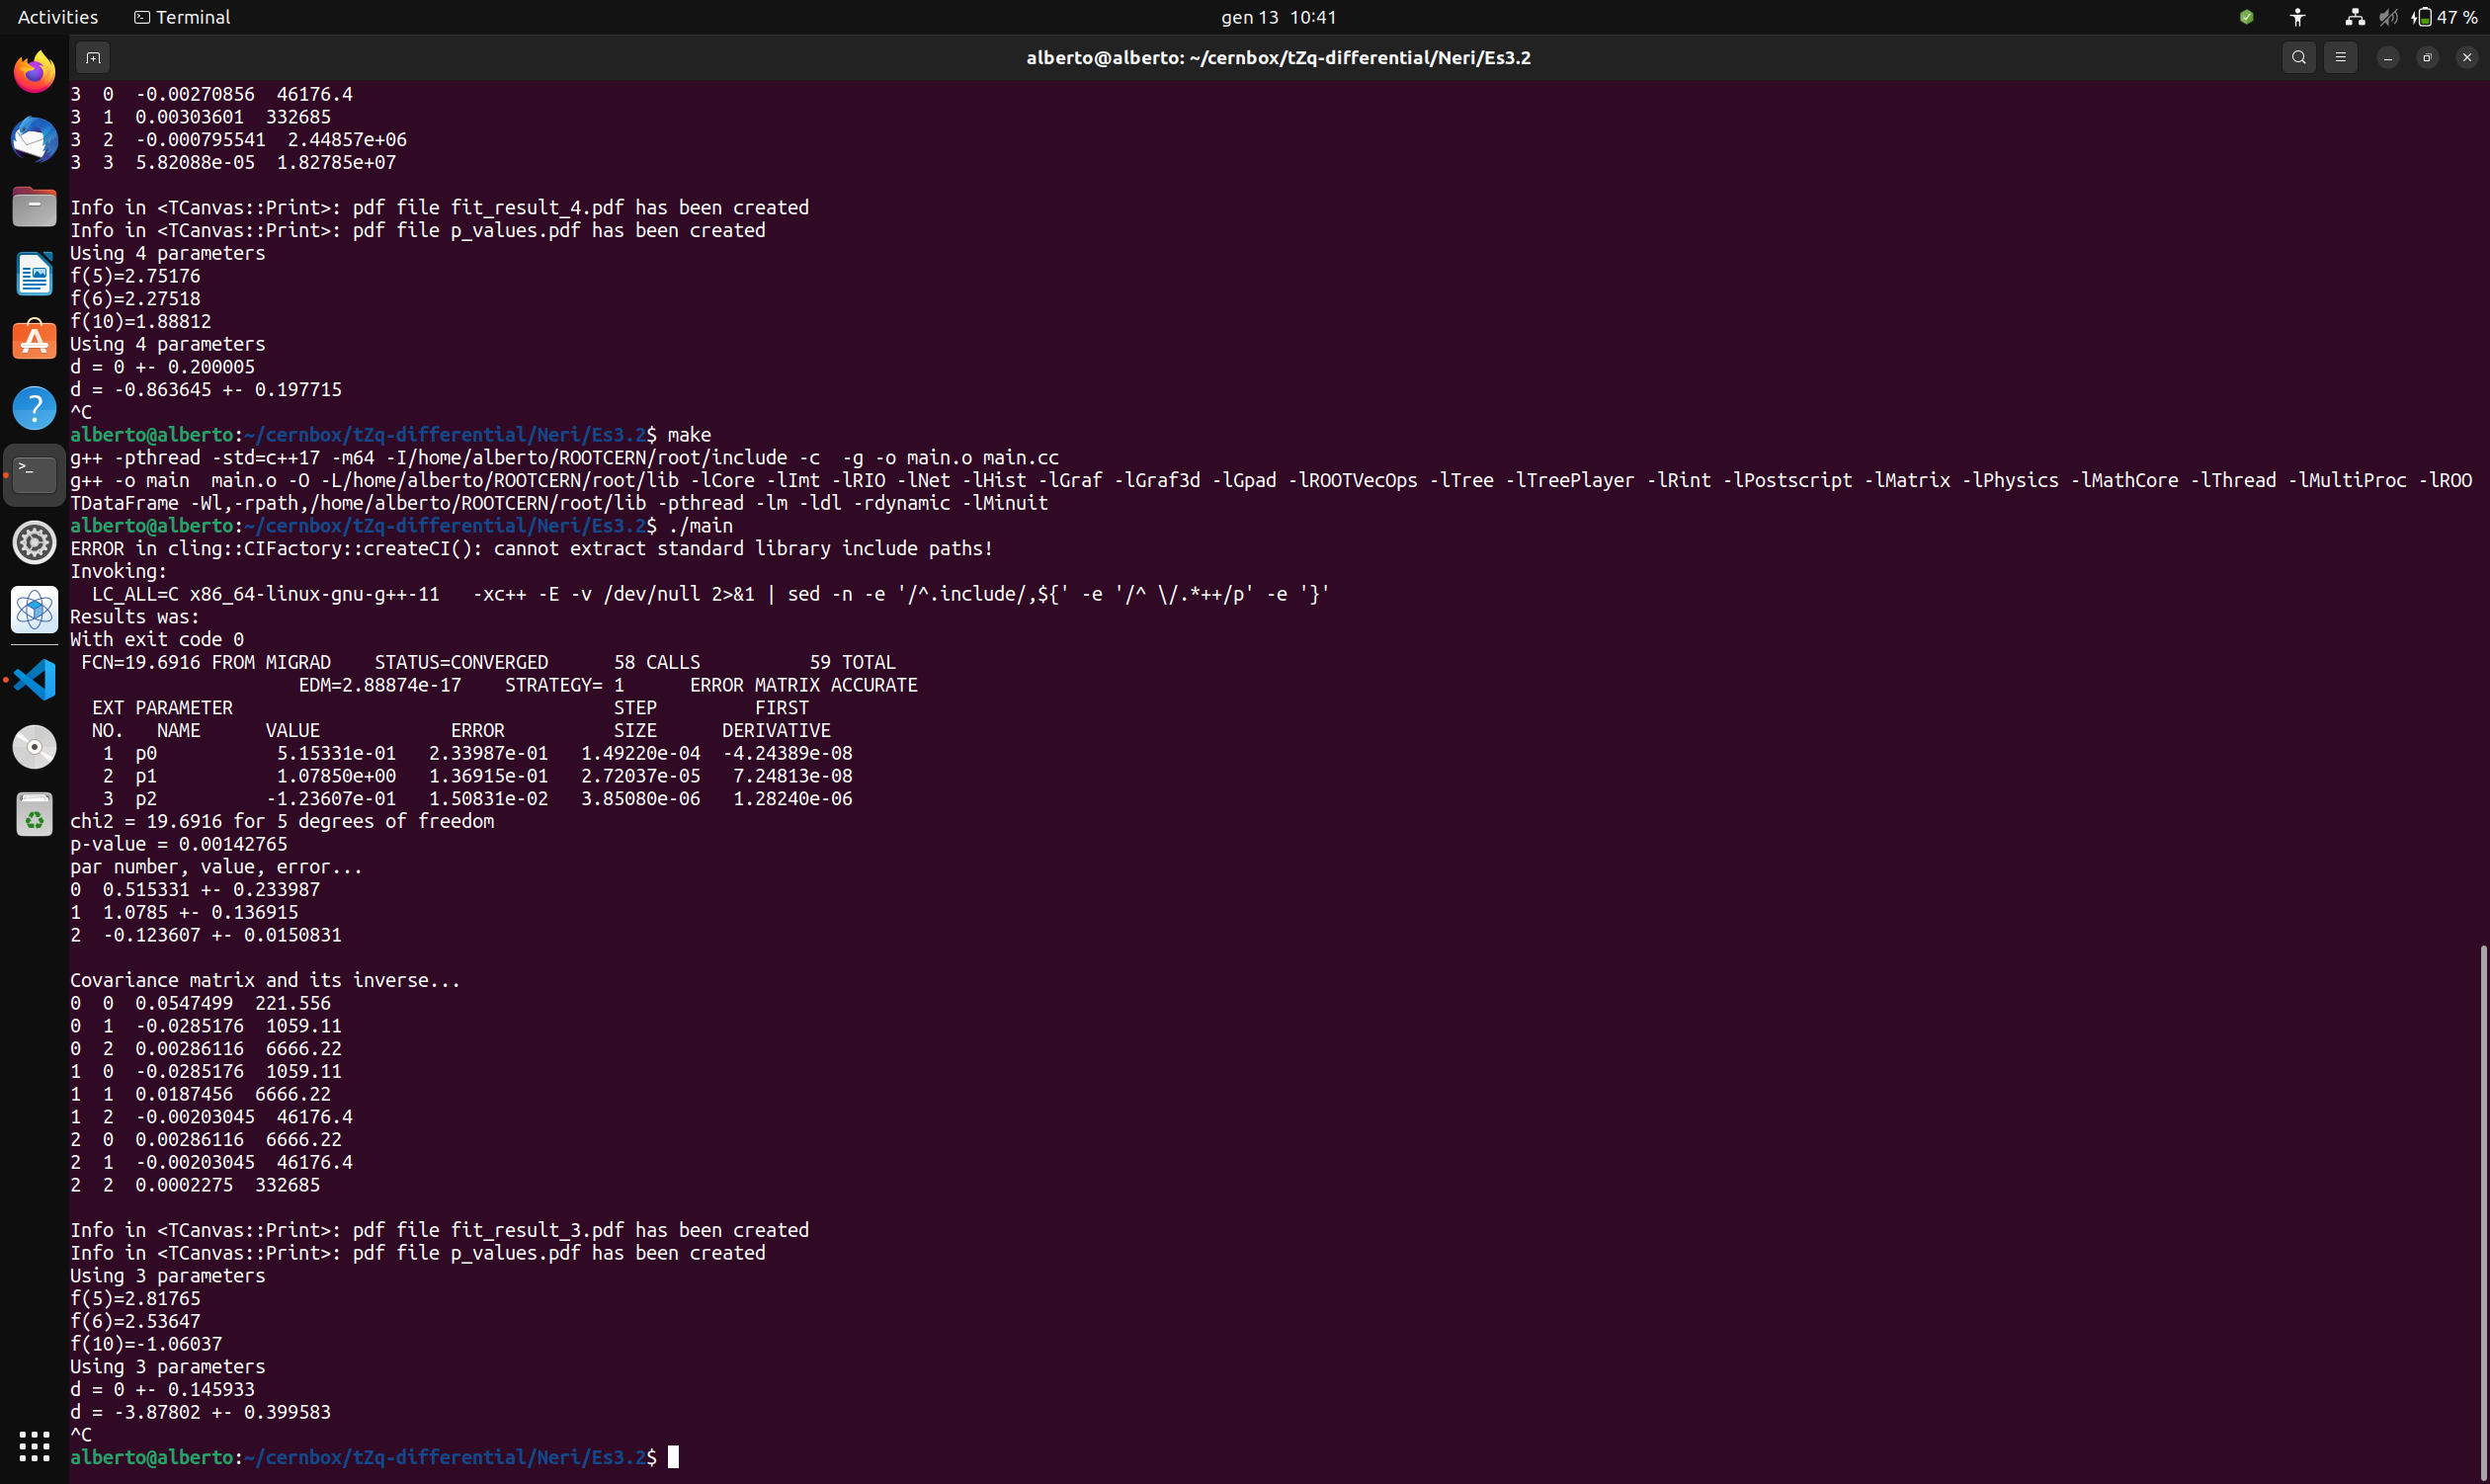 Activities
Terminal
gen 13 10:41
47 %
alberto@alberto: ~/cernbox/tZq-differential/Neri/Es3.2
3  0  -0.00270856  46176.4
3  1  0.00303601  332685
3  2  -0.000795541  2.44857e+06
3  3  5.82088e-05  1.82785e+07
Info in <TCanvas::Print>: pdf file fit_result_4.pdf has been created
Info in <TCanvas::Print>: pdf file p_values.pdf has been created
Using 4 parameters
f(5)=2.75176
f(6)=2.27518
f(10)=1.88812
Using 4 parameters
d = 0 +- 0.200005
d = -0.863645 +- 0.197715
^C
alberto@alberto:~/cernbox/tZq-differential/Neri/Es3.2$ make
g++ -pthread -std=c++17 -m64 -I/home/alberto/ROOTCERN/root/include -c  -g -o main.o main.cc
g++ -o main  main.o -O -L/home/alberto/ROOTCERN/root/lib -lCore -lImt -lRIO -lNet -lHist -lGraf -lGraf3d -lGpad -lROOTVecOps -lTree -lTreePlayer -lRint -lPostscript -lMatrix -lPhysics -lMathCore -lThread -lMultiProc -lROO
TDataFrame -Wl,-rpath,/home/alberto/ROOTCERN/root/lib -pthread -lm -ldl -rdynamic -lMinuit
alberto@alberto:~/cernbox/tZq-differential/Neri/Es3.2$ ./main
ERROR in cling::CIFactory::createCI(): cannot extract standard library include paths!
Invoking:
  LC_ALL=C x86_64-linux-gnu-g++-11   -xc++ -E -v /dev/null 2>&1 | sed -n -e '/^.include/,${' -e '/^ \/.*++/p' -e '}'
Results was:
With exit code 0
 FCN=19.6916 FROM MIGRAD    STATUS=CONVERGED      58 CALLS          59 TOTAL
                     EDM=2.88874e-17    STRATEGY= 1      ERROR MATRIX ACCURATE
  EXT PARAMETER                                   STEP         FIRST
  NO.   NAME      VALUE            ERROR          SIZE      DERIVATIVE
   1  p0           5.15331e-01   2.33987e-01   1.49220e-04  -4.24389e-08
   2  p1           1.07850e+00   1.36915e-01   2.72037e-05   7.24813e-08
   3  p2          -1.23607e-01   1.50831e-02   3.85080e-06   1.28240e-06
chi2 = 19.6916 for 5 degrees of freedom
p-value = 0.00142765
par number, value, error...
0  0.515331 +- 0.233987
1  1.0785 +- 0.136915
2  -0.123607 +- 0.0150831
Covariance matrix and its inverse...
0  0  0.0547499  221.556
0  1  -0.0285176  1059.11
0  2  0.00286116  6666.22
1  0  -0.0285176  1059.11
1  1  0.0187456  6666.22
1  2  -0.00203045  46176.4
2  0  0.00286116  6666.22
2  1  -0.00203045  46176.4
2  2  0.0002275  332685
Info in <TCanvas::Print>: pdf file fit_result_3.pdf has been created
Info in <TCanvas::Print>: pdf file p_values.pdf has been created
Using 3 parameters
f(5)=2.81765
f(6)=2.53647
f(10)=-1.06037
Using 3 parameters
d = 0 +- 0.145933
d = -3.87802 +- 0.399583
^C
alberto@alberto:~/cernbox/tZq-differential/Neri/Es3.2$